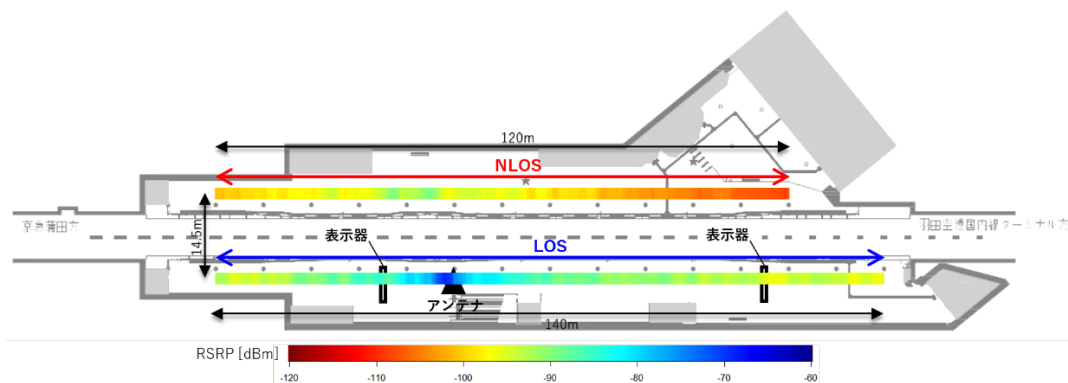 120m
NLOS
京急蒲田方
14.5m
表示器
LOS
表示器
羽田空港国内線ターミナル方
アンテナ
140m
RSRP [dBm]
-120
-110
-100
-90
-80
-70
-60